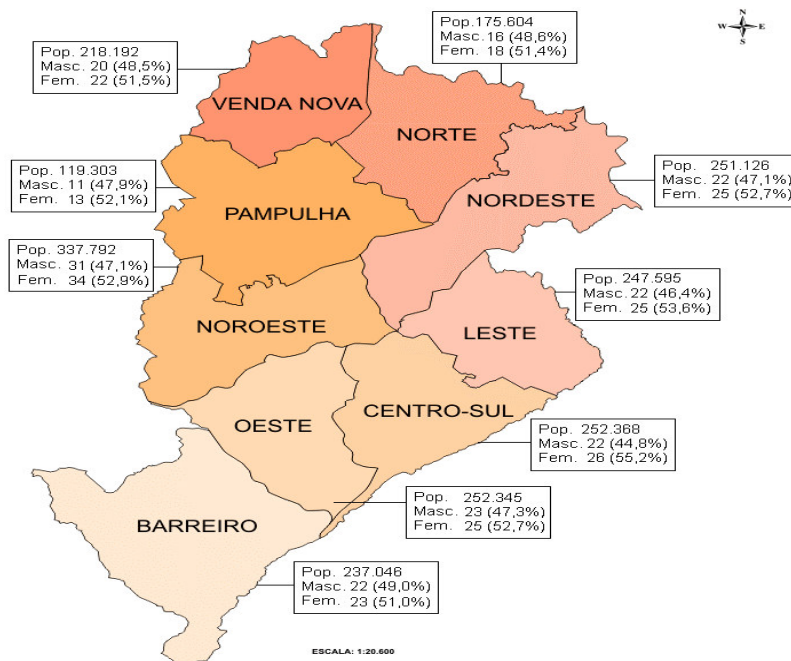 Pop. 175.604
Masc. 16 (48,6%)
Fem. 18 (51,4%)
N
W E
S
Pop. 218.192
Masc. 20 (48,5%)
Fem. 22 (51,5%)
VENDA NOVA
NORTE
Pop. 251.126
Masc. 22 (47,1%)
Fem. 25 (52,7%)
Pop. 119.303
Masc. 11 (47,9%)
Fem. 13 (52,1%)
NORDESTE
PAMPULHA
Pop. 337.792
Masc. 31 (47,1%)
Fem. 34 (52,9%)
Pop. 247.595
Masc. 22 (46,4%)
Fem. 25 (53,6%)
NOROESTE
LESTE
CENTRO-SUL
OESTE
Pop. 252.368
Masc. 22 (44,8%)
Fem. 26 (55,2%)
Pop. 252.345
Masc. 23 (47,3%)
Fem. 25 (52,7%)
BARREIRO
Pop. 237.046
Masc. 22 (49,0%)
Fem. 23 (51,0%)
ESCALA: 1:20.600